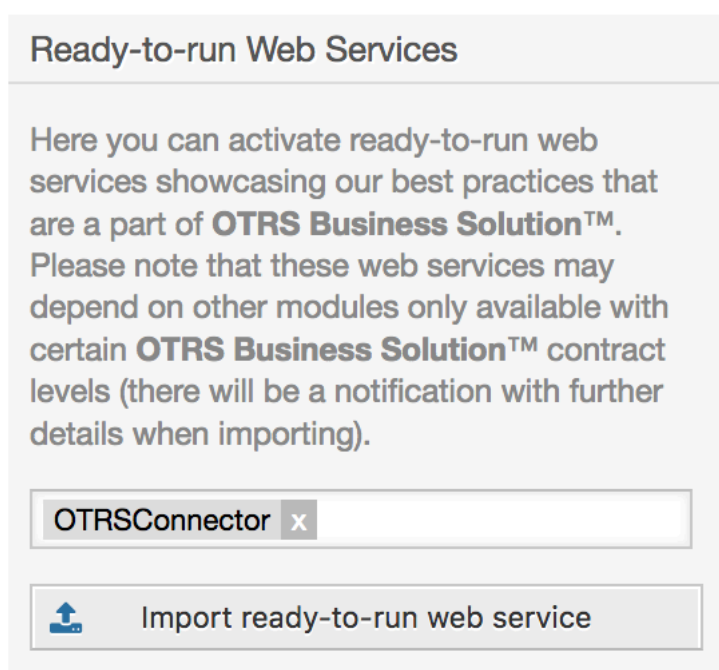 Ready-to-run Web Services
Here you can activate ready-to-run web
services showcasing our best practices that
are a part of OTRS Business Solution™.
Please note that these web services may
depend on other modules only available with
certain OTRS Business Solution™ contract
levels (there will be a notification with further
details when importing).
OTRSConnector x
Import ready-to-run web service